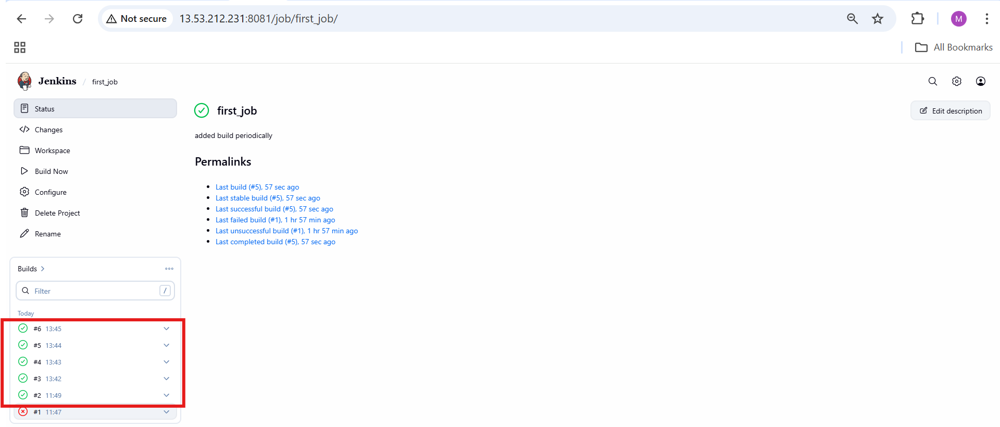 Not secure 13.53.212.231:8081/job/first_job/
M
All Bookmarks
Jenkins / first_job
Status
Changes
Workspace
Build Now
Configure
Delete Project
Rename
first_job
Edit description
added build periodically
Permalinks
Last build (#5), 57 sec ago
Last stable build (#5), 57 sec ago
Last successful build (#5), 57 sec ago
Last failed build (#1), 1 hr 57 min ago
Last unsuccessful build (#1), 1 hr 57 min ago
Last completed build (#5), 57 sec ago
Builds
Filter /
Today
#6 13:45
#5 13:44
#4 13:43
#3 13:42
#2 11:49
#1 11:47